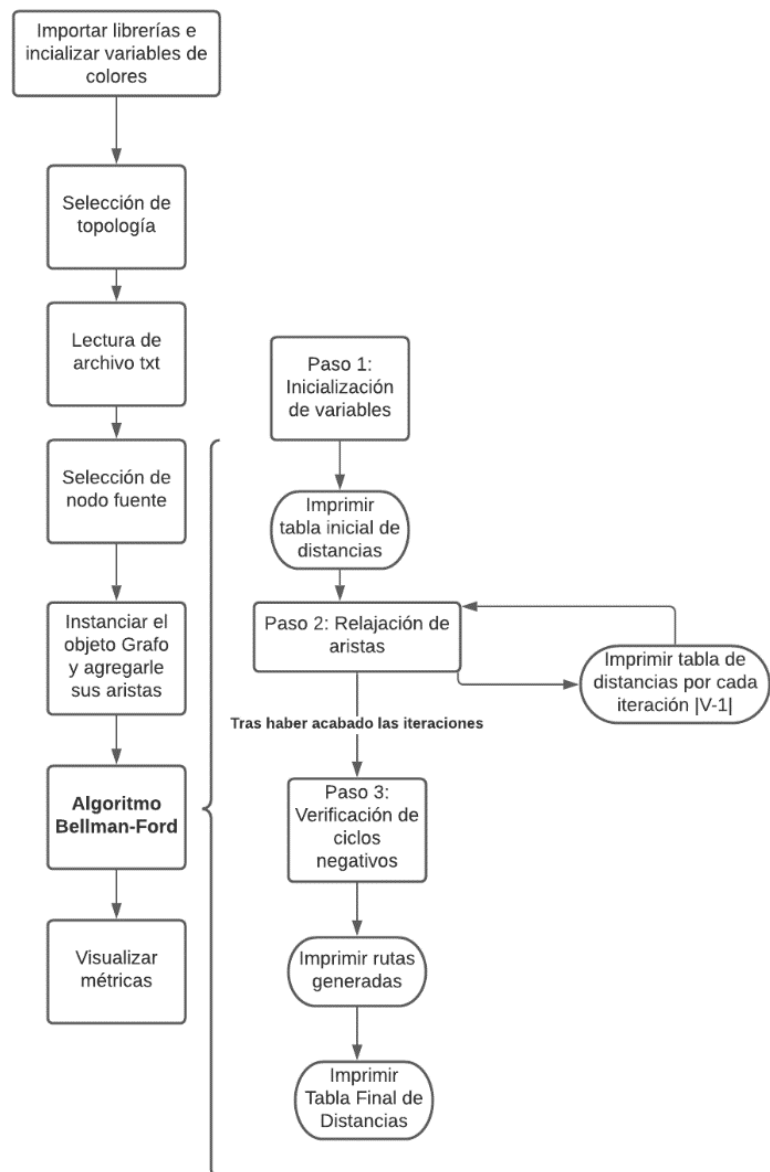 Importar librerías e
incializar variables de
colores
Selección de
topología
Lectura de
archivo txt
Selección de
nodo fuente
Instanciar el
objeto Grafo
y agregarle
sus aristas
Algoritmo
Bellman-Ford
Visualizar
métricas
Paso 1:
Inicialización
de variables
Imprimir
tabla inicial de
distancias
Paso 2: Relajación de
aristas
Imprimir tabla de
distancias por cada
iteración |V-1|
Tras haber acabado las iteraciones
Paso 3:
Verificación de
ciclos
negativos
Imprimir rutas
generadas
Imprimir
Tabla Final de
Distancias